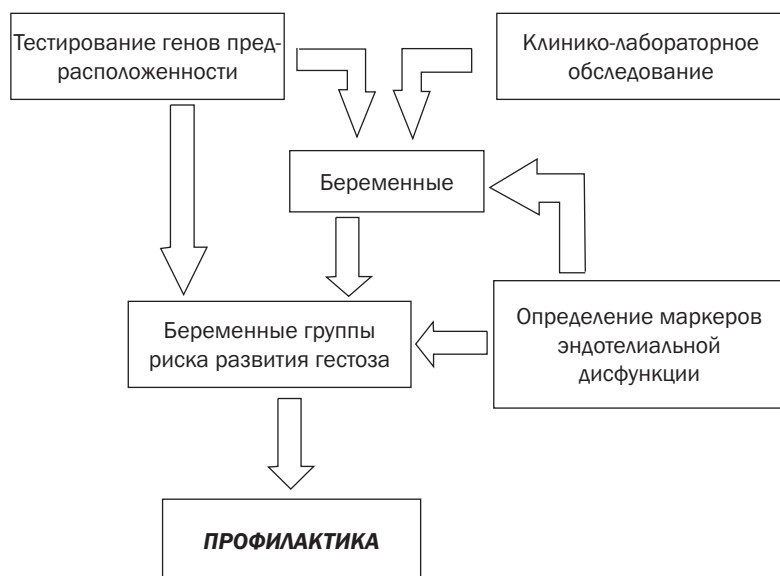 Тестирование генов пред-
расположенности
Клинико-лабораторное
обследование
Беременные
Беременные группы
риска развития гестоза
Определение маркеров
эндотелиальной
дисфункции
ПРОФИЛАКТИКА